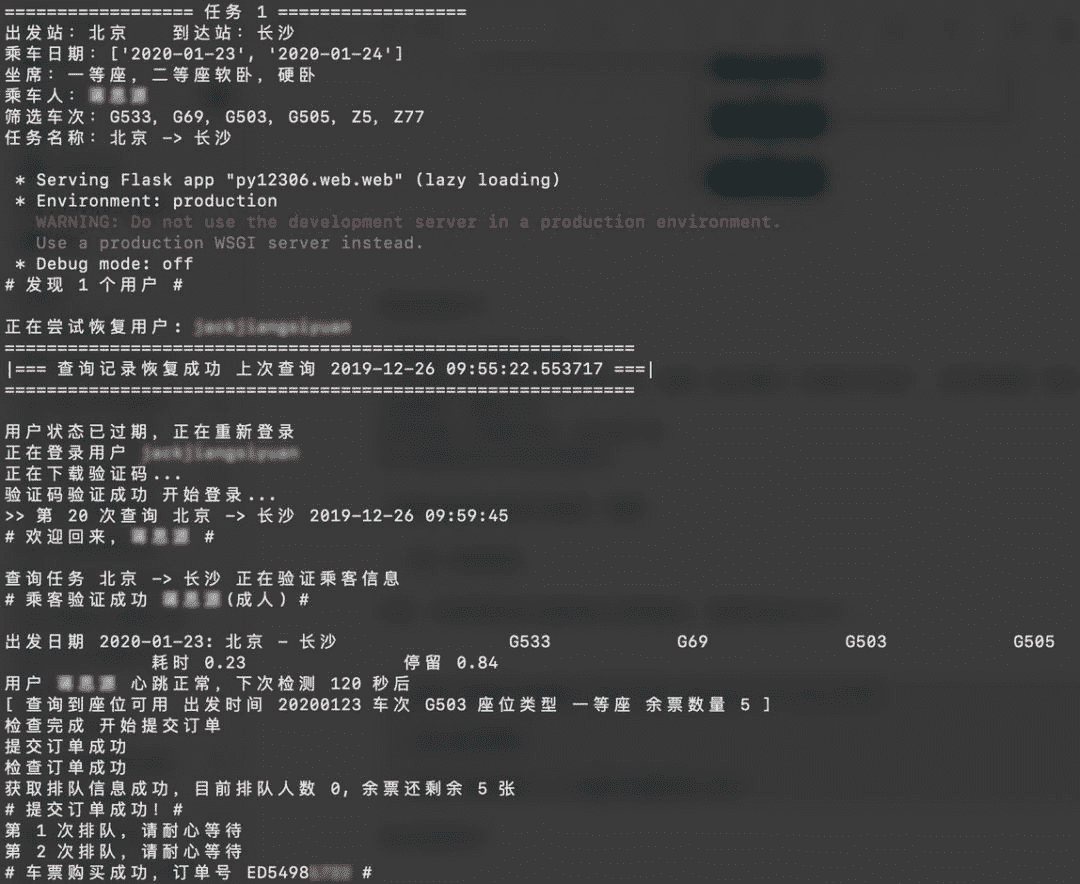 ================== 任务 1 ==================
出发站：北京 到达站：长沙
乘车日期：['2020-01-23', '2020-01-24']
坐席：一等座, 二等座软卧, 硬卧
乘车人：
筛选车次：G533, G69, G503, G505, Z5, Z77
任务名称：北京 -> 长沙
* Serving Flask app "py12306.web.web" (lazy loading)
* Environment: production
WARNING: Do not use the development server in a production environment.
Use a production WSGI server instead.
* Debug mode: off
# 发现 1 个用户 #
正在尝试恢复用户：
============================================================
|=== 查询记录恢复成功 上次查询 2019-12-26 09:55:22.553717 ===|
============================================================
用户状态已过期, 正在重新登录
正在登录用户
正在下载验证码...
验证码验证成功 开始登录...
>> 第 20 次查询 北京 -> 长沙 2019-12-26 09:59:45
# 欢迎回来, #
查询任务 北京 -> 长沙 正在验证乘客信息
# 乘客验证成功 (成人) #
出发日期 2020-01-23: 北京 - 长沙 G533 G69 G503 G505
耗时 0.23 停留 0.84
用户 心跳正常, 下次检测 120 秒后
[ 查询到座位可用 出发时间 20200123 车次 G503 座位类型 一等座 余票数量 5 ]
检查完成 开始提交订单
提交订单成功
检查订单成功
获取排队信息成功, 目前排队人数 0, 余票还剩余 5 张
# 提交订单成功! #
第 1 次排队, 请耐心等待
第 2 次排队, 请耐心等待
# 车票购买成功, 订单号 ED5498 #